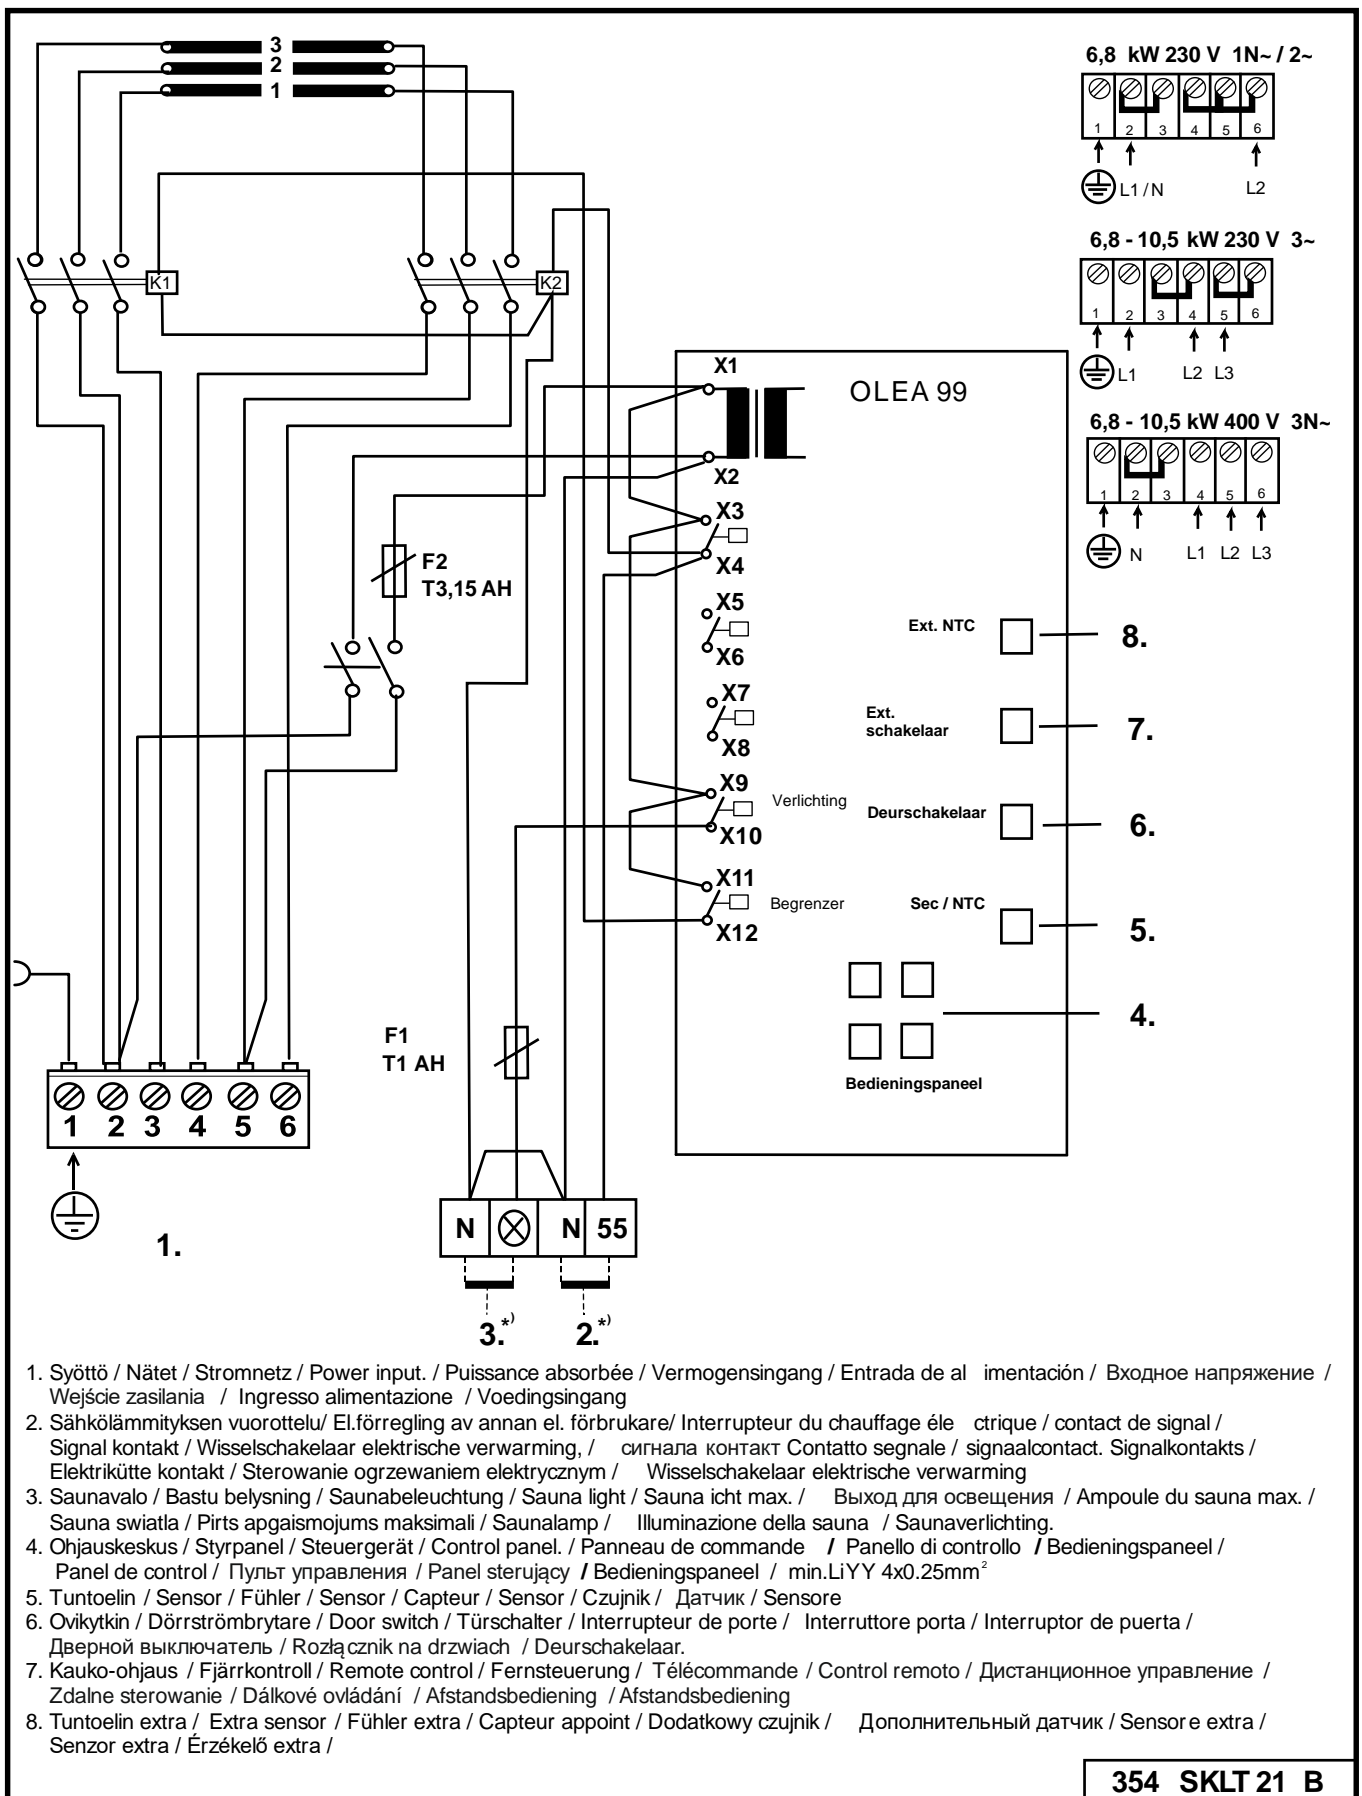 3
2
1
6,8 kW 230 V 1N~ / 2~
1 2 3 4 5 6
L1 / N L2
K1 K2
6,8 - 10,5 kW 230 V 3~
1 2 3 4 5 6
L1 L2 L3
6,8 - 10,5 kW 400 V 3N~
1 2 3 4 5 6
N L1 L2 L3
OLEA 99
X1
X2
X3
X4
X5
X6
X7
X8
X9
Verlichting
X10
X11
Begrenzer
X12
F2
T3,15 AH
Ext. NTC
8.
Ext.
schakelaar
7.
Deurschakelaar
6.
Sec / NTC
5.
4.
Bedieningspaneel
F1
T1 AH
1 2 3 4 5 6
1.
N N 55
3.*) 2.*)
1. Syöttö / Nätet / Stromnetz / Power input. / Puissance absorbée / Vermogensingang / Entrada de al imentación / Входное напряжение /
Wejście zasilania / Ingresso alimentazione / Voedingsingang
2. Sähkölämmityksen vuorottelu/ El.förregling av annan el. förbrukare/ Interrupteur du chauffage éle ctrique / contact de signal /
Signal kontakt / Wisselschakelaar elektrische verwarming, / сигнала контакт Contatto segnale / signaalcontact. Signalkontakts /
Elektrikütte kontakt / Sterowanie ogrzewaniem elektrycznym / Wisselschakelaar elektrische verwarming
3. Saunavalo / Bastu belysning / Saunabeleuchtung / Sauna light / Sauna icht max. / Выход для освещения / Ampoule du sauna max. /
Sauna swiatla / Pirts apgaismojums maksimali / Saunalamp / Illuminazione della sauna / Saunaverlichting.
4. Ohjauskeskus / Styrpanel / Steuergerät / Control panel. / Panneau de commande / Panello di controllo / Bedieningspaneel /
Panel de control / Пульт управления / Panel sterujący / Bedieningspaneel / min.LiYY 4x0.25mm²
5. Tuntoelin / Sensor / Fühler / Sensor / Capteur / Sensor / Czujnik / Датчик / Sensore
6. Ovikytkin / Dörrströmbrytare / Door switch / Türschalter / Interrupteur de porte / Interruttore porta / Interruptor de puerta /
Дверной выключатель / Rozłącznik na drzwiach / Deurschakelaar.
7. Kauko-ohjaus / Fjärrkontroll / Remote control / Fernsteuerung / Télécommande / Control remoto / Дистанционное управление /
Zdalne sterowanie / Dálkové ovládání / Afstandsbediening / Afstandsbediening
8. Tuntoelin extra / Extra sensor / Fühler extra / Capteur appoint / Dodatkowy czujnik / Дополнительный датчик / Sensore extra /
Senzor extra / Érzékelő extra /
354 SKLT 21 B